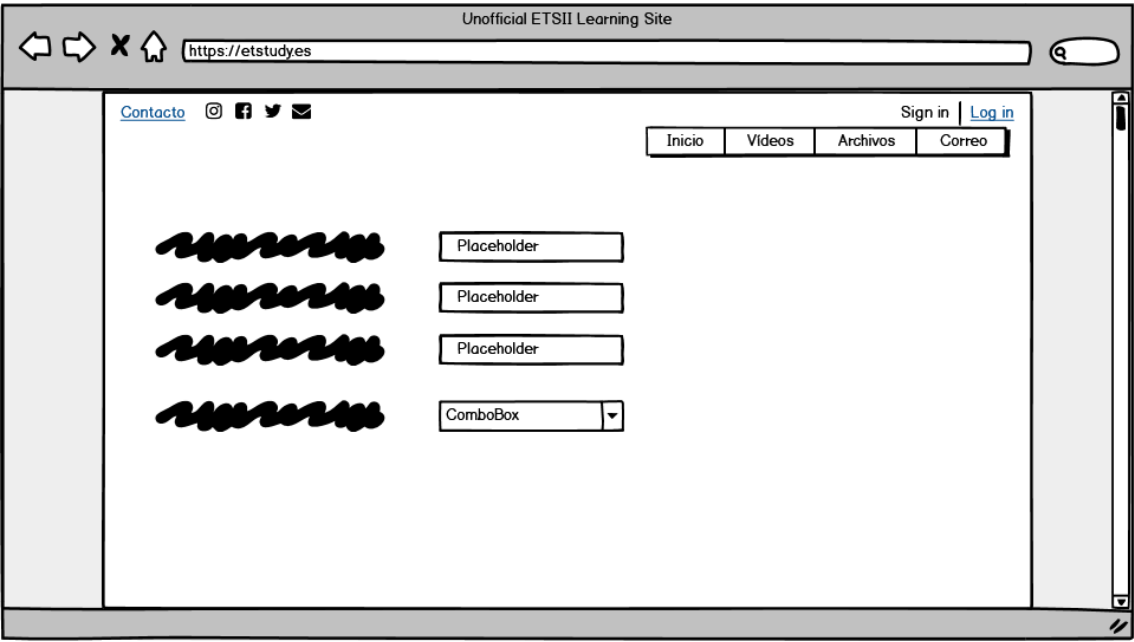 Unofficial ETSII Learning Site
https://etstudy.es
Contacto Sign in Log in
Inicio Vídeos Archivos Correo
Placeholder
Placeholder
Placeholder
ComboBox